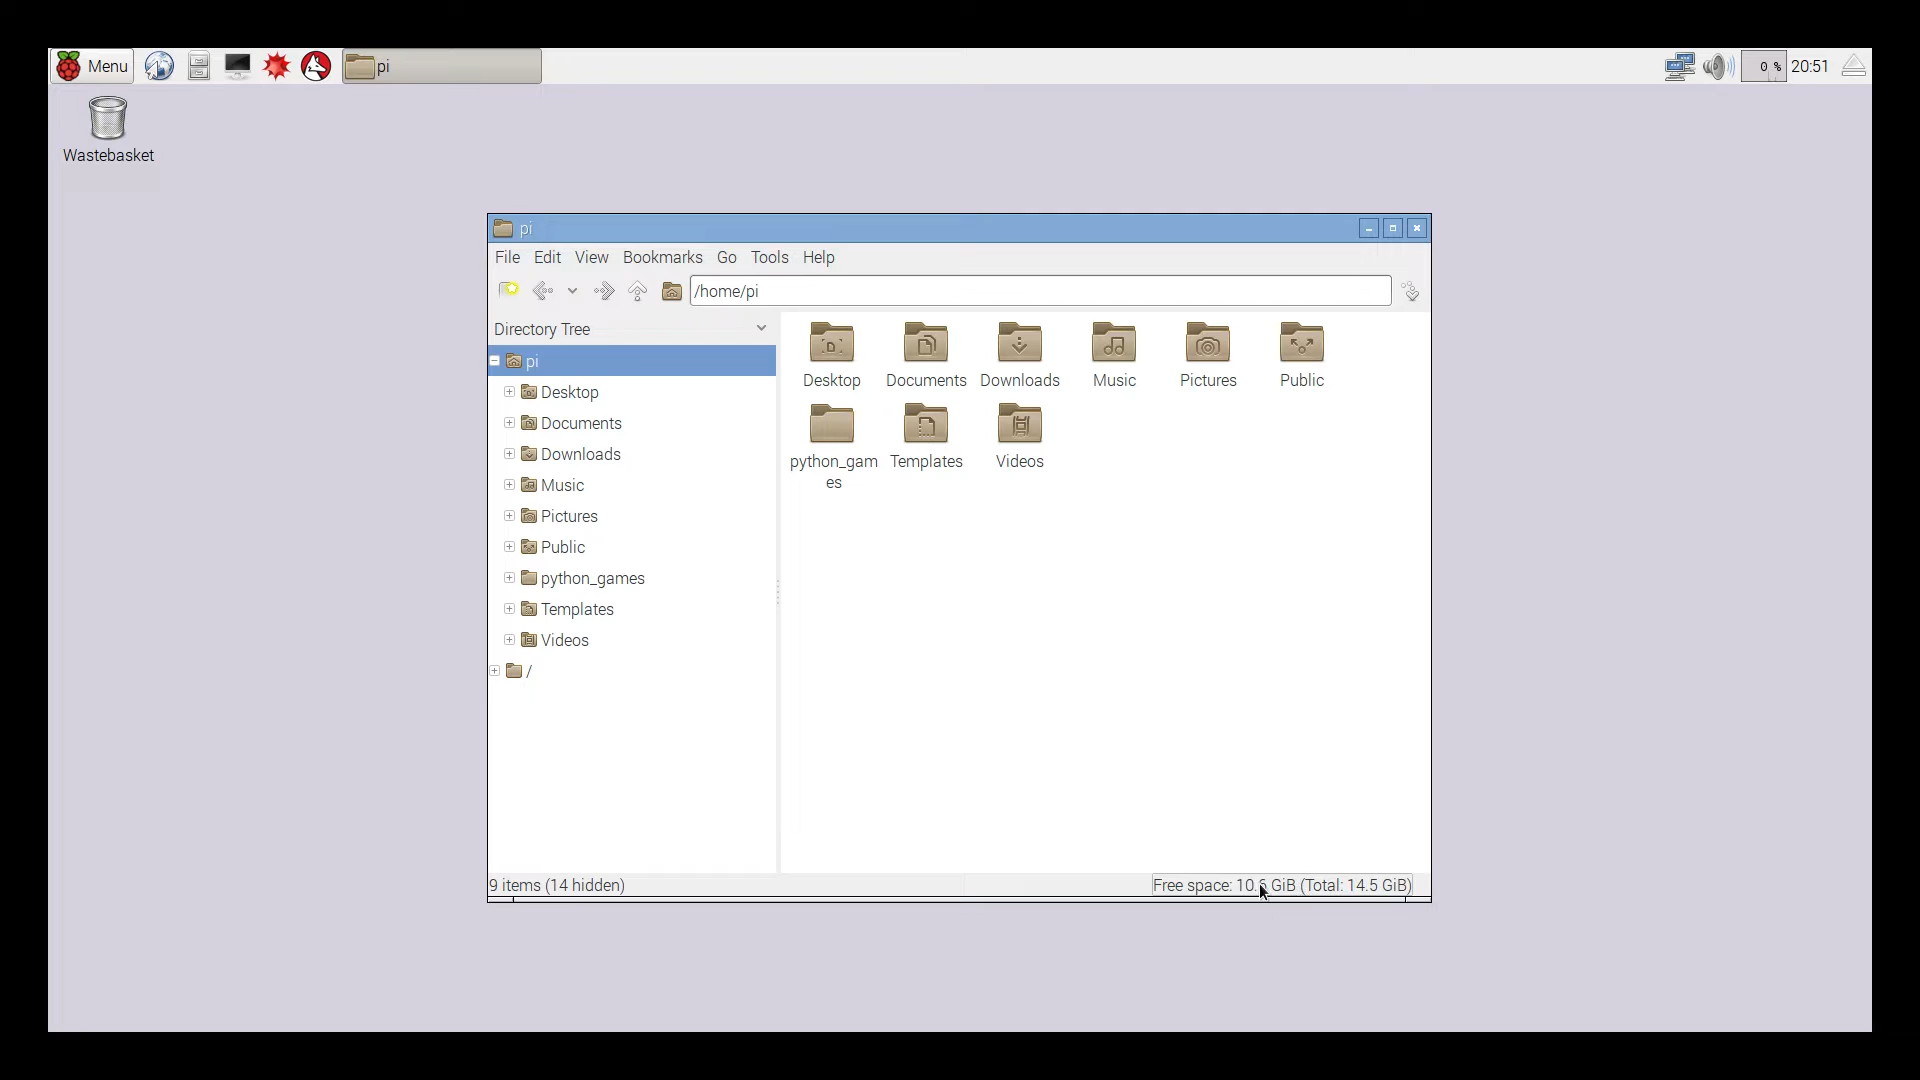 Menu
pi
0 %
20:51
Wastebasket
pi
File Edit View Bookmarks Go Tools Help
/home/pi
Directory Tree
pi
Desktop
Documents
Downloads
Music
Pictures
Public
python_games
Templates
Videos
/
Desktop Documents Downloads Music Pictures Public
python_gam
es
Templates Videos
9 items (14 hidden)
Free space: GiB (Total: 14.5 GiB)